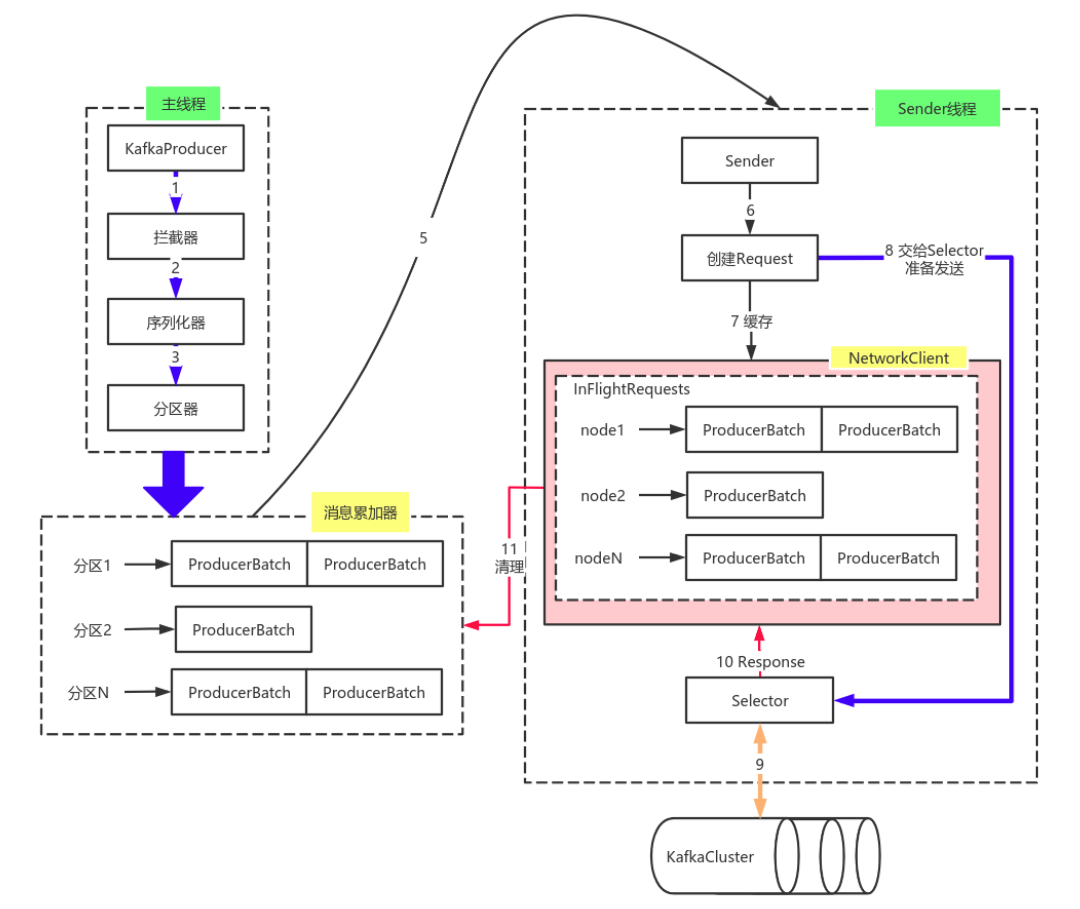 主线程
KafkaProducer
1
拦截器
2
序列化器
3
分区器
消息累加器
分区1
ProducerBatch
ProducerBatch
分区2
ProducerBatch
分区N
ProducerBatch
ProducerBatch
5
Sender线程
Sender
6
创建Request
8 交给Selector
准备发送
7 缓存
NetworkClient
InFlightRequests
node1
ProducerBatch
ProducerBatch
node2
ProducerBatch
nodeN
ProducerBatch
ProducerBatch
11
清理
10 Response
Selector
9
KafkaCluster